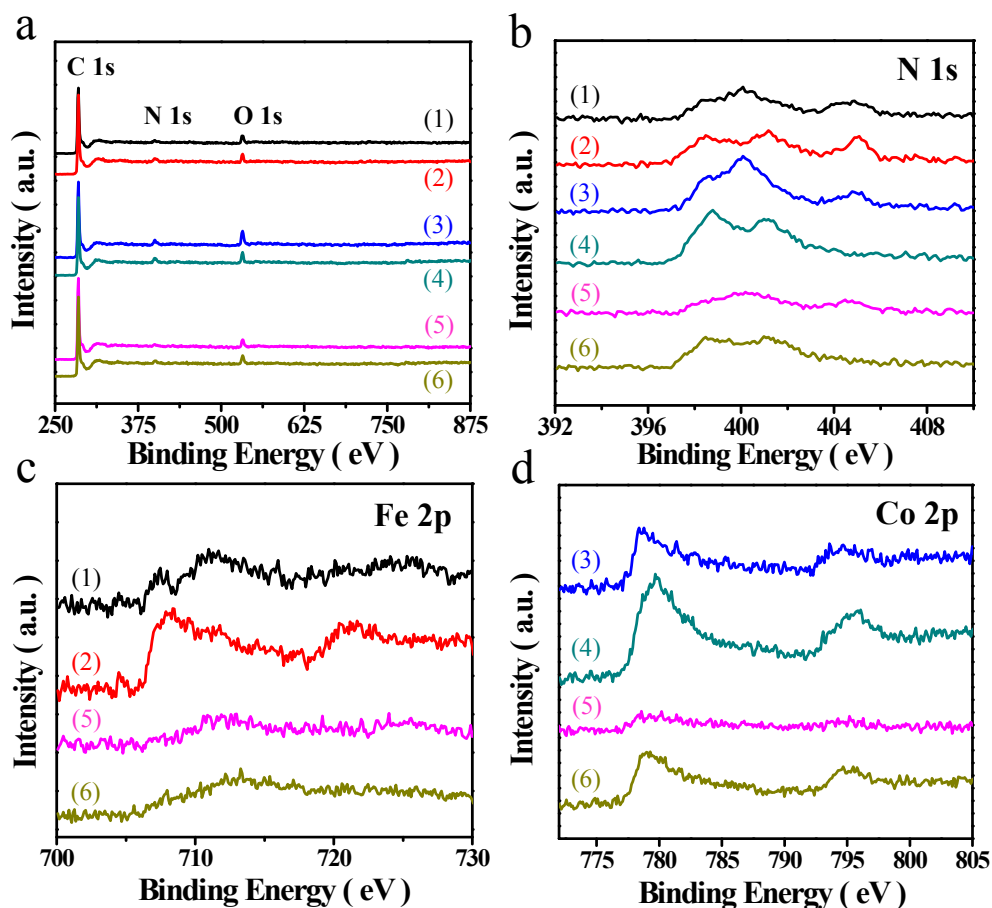 a
C 1s
N 1s
O 1s
(1)
(2)
(3)
(4)
(5)
(6)
Intensity ( a.u. )
250 375 500 625 750 875
Binding Energy ( eV )
b
N 1s
(1)
(2)
(3)
(4)
(5)
(6)
Intensity ( a.u. )
392 396 400 404 408
Binding Energy ( eV )
c
Fe 2p
(1)
(2)
(5)
(6)
Intensity ( a.u. )
700 710 720 730
Binding Energy ( eV )
d
Co 2p
(3)
(4)
(5)
(6)
Intensity ( a.u. )
775 780 785 790 795 800 805
Binding Energy ( eV )